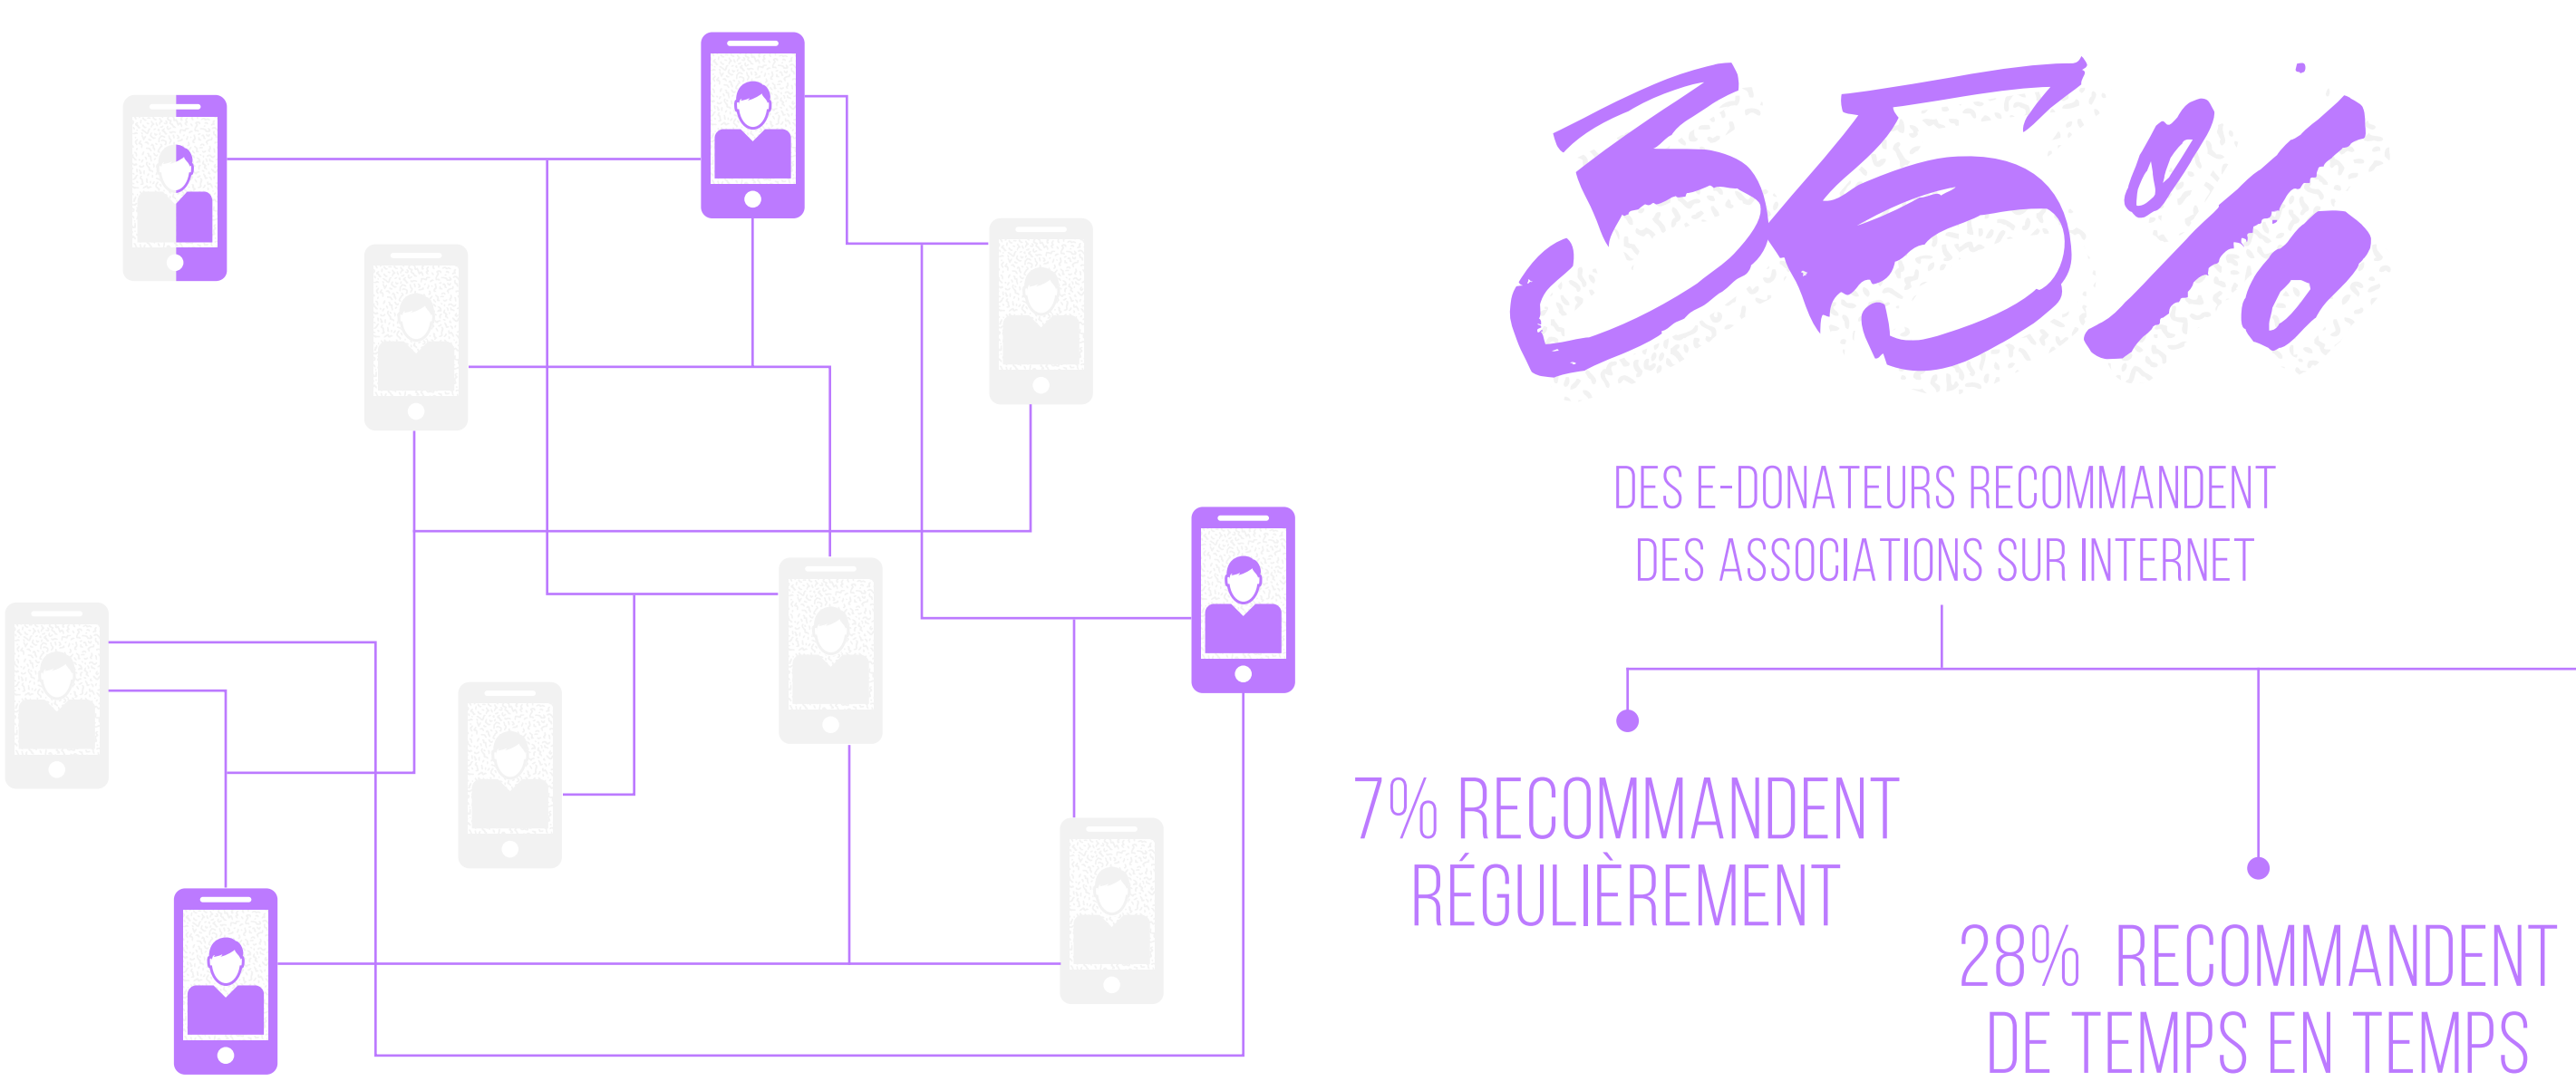 35%
DES E-DONATEURS RECOMMANDENT
DES ASSOCIATIONS SUR INTERNET
7% RECOMMANDENT
RÉGULIÈREMENT
28% RECOMMANDENT
DE TEMPS EN TEMPS